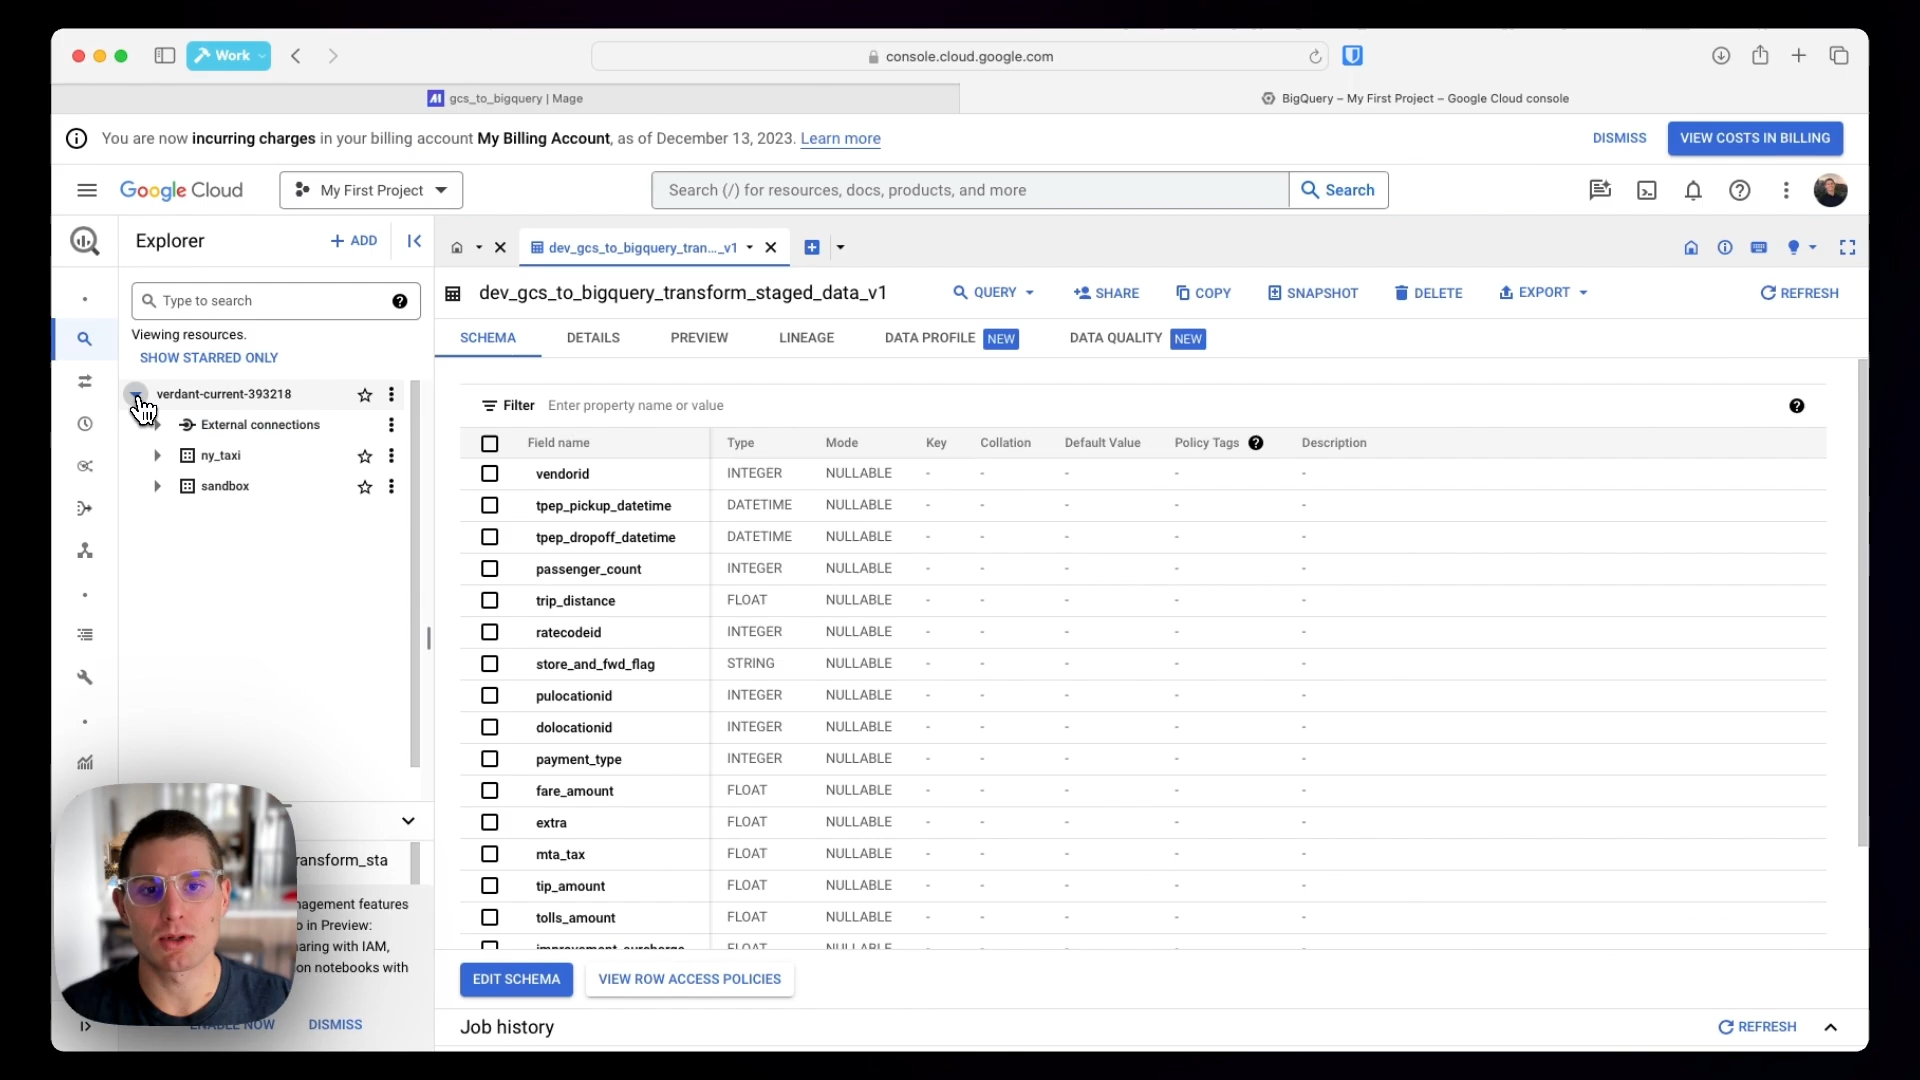 Work
console.cloud.google.com
gcs_to_bigquery | Mage
BigQuery – My First Project – Google Cloud console
You are now incurring charges in your billing account My Billing Account, as of December 13, 2023. Learn more
DISMISS
VIEW COSTS IN BILLING
Google Cloud
My First Project
Search (/) for resources, docs, products, and more
Search
Explorer
+ ADD
dev_gcs_to_bigquery_tran..._v1
Type to search
Viewing resources.
SHOW STARRED ONLY
verdant-current-393218
External connections
ny_taxi
sandbox
dev_gcs_to_bigquery_transform_staged_data_v1
QUERY
SHARE
COPY
SNAPSHOT
DELETE
EXPORT
REFRESH
SCHEMA
DETAILS
PREVIEW
LINEAGE
DATA PROFILE NEW
DATA QUALITY NEW
Filter Enter property name or value
Field name Type Mode Key Collation Default Value Policy Tags Description
vendorid INTEGER NULLABLE - - - - -
tpep_pickup_datetime DATETIME NULLABLE - - - - -
tpep_dropoff_datetime DATETIME NULLABLE - - - - -
passenger_count INTEGER NULLABLE - - - - -
trip_distance FLOAT NULLABLE - - - - -
ratecodeid INTEGER NULLABLE - - - - -
store_and_fwd_flag STRING NULLABLE - - - - -
pulocationid INTEGER NULLABLE - - - - -
dolocationid INTEGER NULLABLE - - - - -
payment_type INTEGER NULLABLE - - - - -
fare_amount FLOAT NULLABLE - - - - -
extra FLOAT NULLABLE - - - - -
mta_tax FLOAT NULLABLE - - - - -
tip_amount FLOAT NULLABLE - - - - -
tolls_amount FLOAT NULLABLE - - - - -
improvement_surcharge FLOAT NULLABLE
ransform_sta
nagement features
o in Preview:
aring with IAM,
on notebooks with
ENABLE NOW
DISMISS
EDIT SCHEMA
VIEW ROW ACCESS POLICIES
Job history
REFRESH